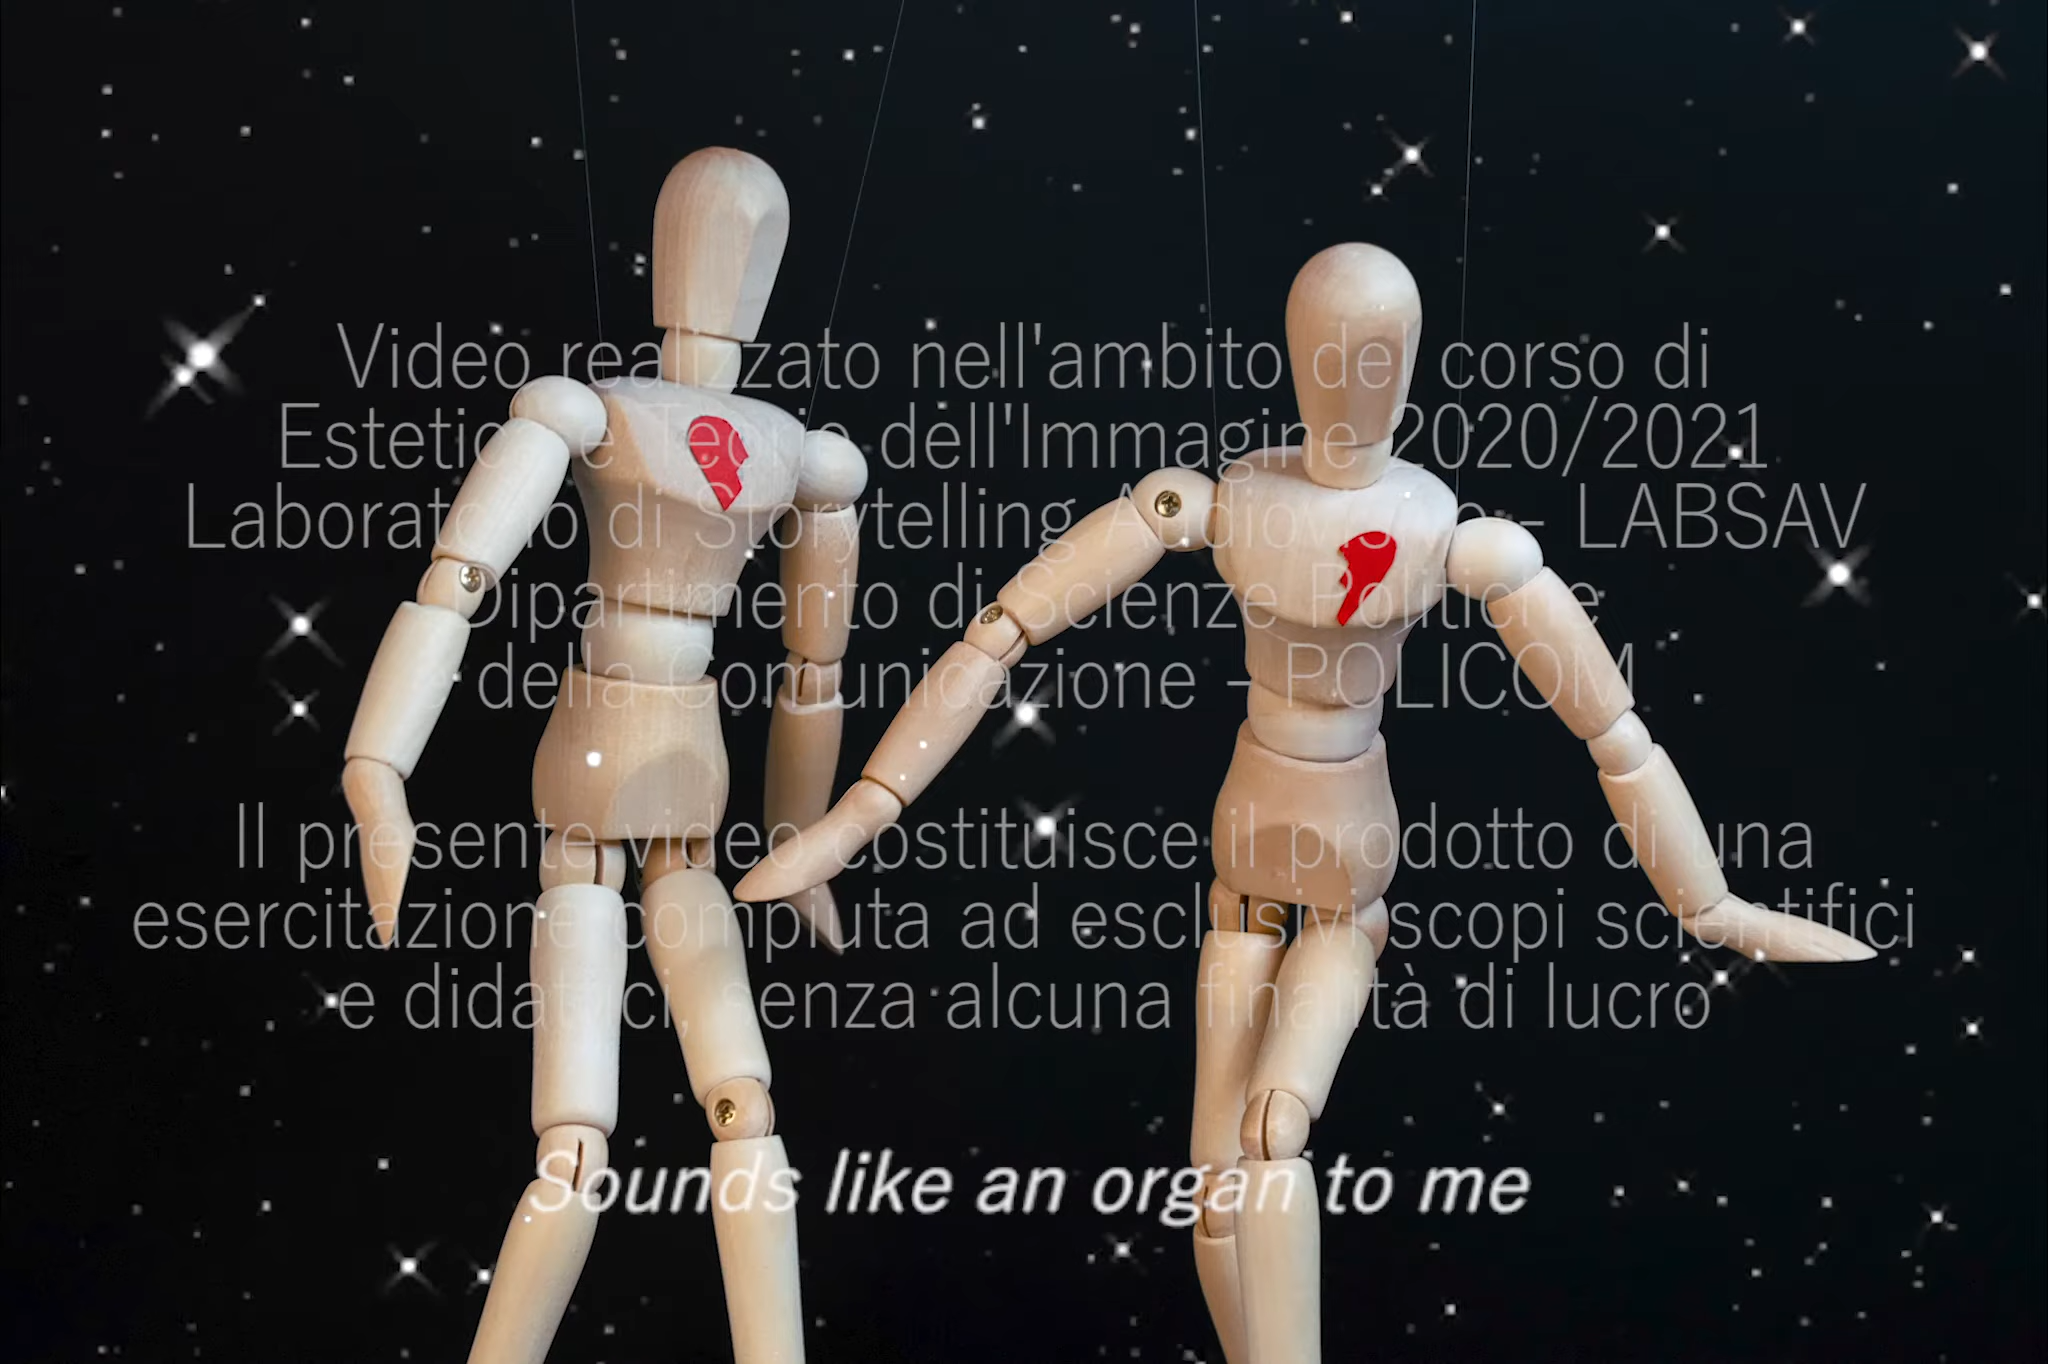 Video realizzato nell'ambito del corso di
Estetica e Teorie dell'Immagine 2020/2021
Laboratorio di Storytelling Audiovisivo - LABSAV
Dipartimento di Scienze Politiche
e della Comunicazione - POLICOM
Il presente video costituisce il prodotto di una
esercitazione compiuta ad esclusivi scopi scientifici
e didattici, senza alcuna finalità di lucro
Sounds like an organ to me